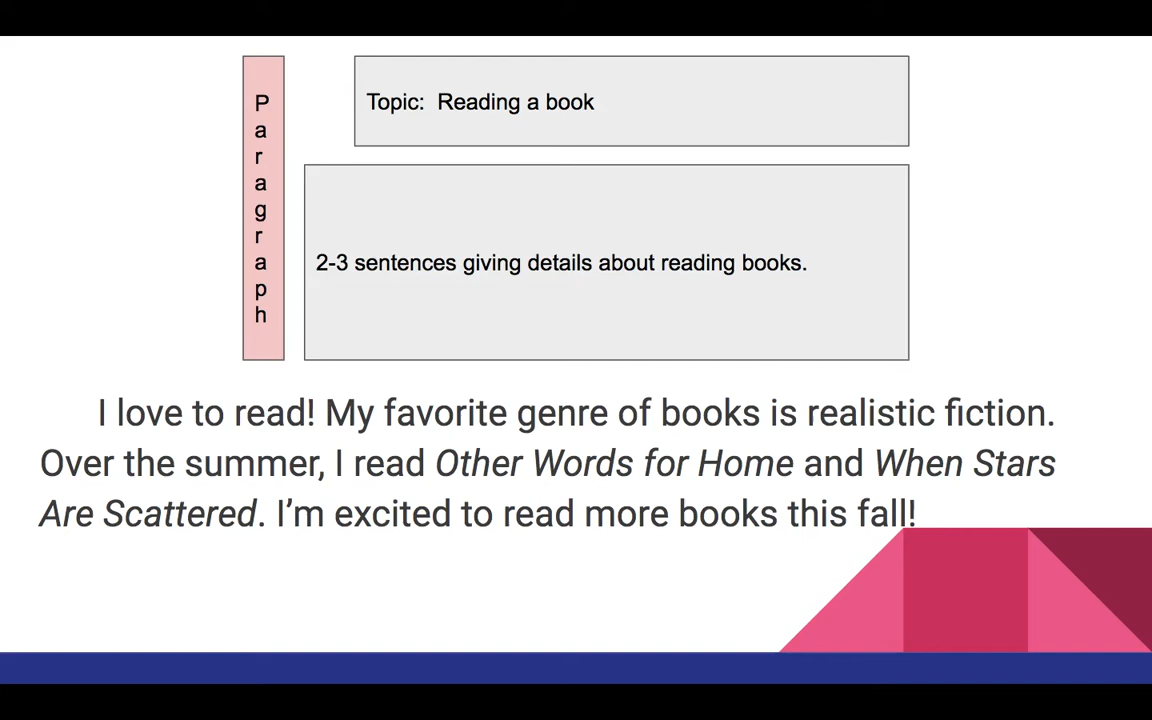 Paragraph
Topic: Reading a book
2-3 sentences giving details about reading books.
I love to read! My favorite genre of books is realistic fiction.
Over the summer, I read Other Words for Home and When Stars
Are Scattered. I’m excited to read more books this fall!